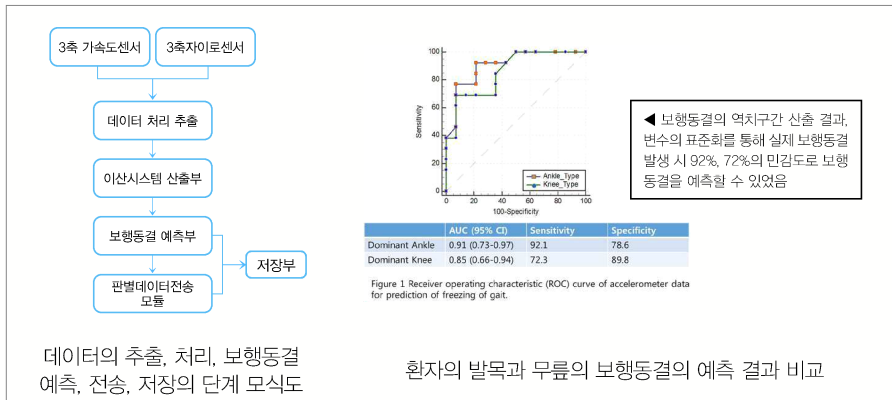 3축 가속도센서
3축자이로센서
데이터 처리 추출
이산시스템 산출부
보행동결 예측부
저장부
판별데이터전송
모듈
데이터의 추출, 처리, 보행동결
예측, 전송, 저장의 단계 모식도
100
80
60
40
20
0
Sensitivity
0 20 40 60 80 100
100-Specificity
Ankle_Type
Knee_Type
◀ 보행동결의 역치구간 산출 결과,
변수의 표준화를 통해 실제 보행동결
발생 시 92%, 72%의 민감도로 보행
동결을 예측할 수 있었음
AUC (95% CI) Sensitivity Specificity
Dominant Ankle 0.91 (0.73-0.97) 92.1 78.6
Dominant Knee 0.85 (0.66-0.94) 72.3 89.8
Figure 1 Receiver operating characteristic (ROC) curve of accelerometer data
for prediction of freezing of gait.
환자의 발목과 무릎의 보행동결의 예측 결과 비교